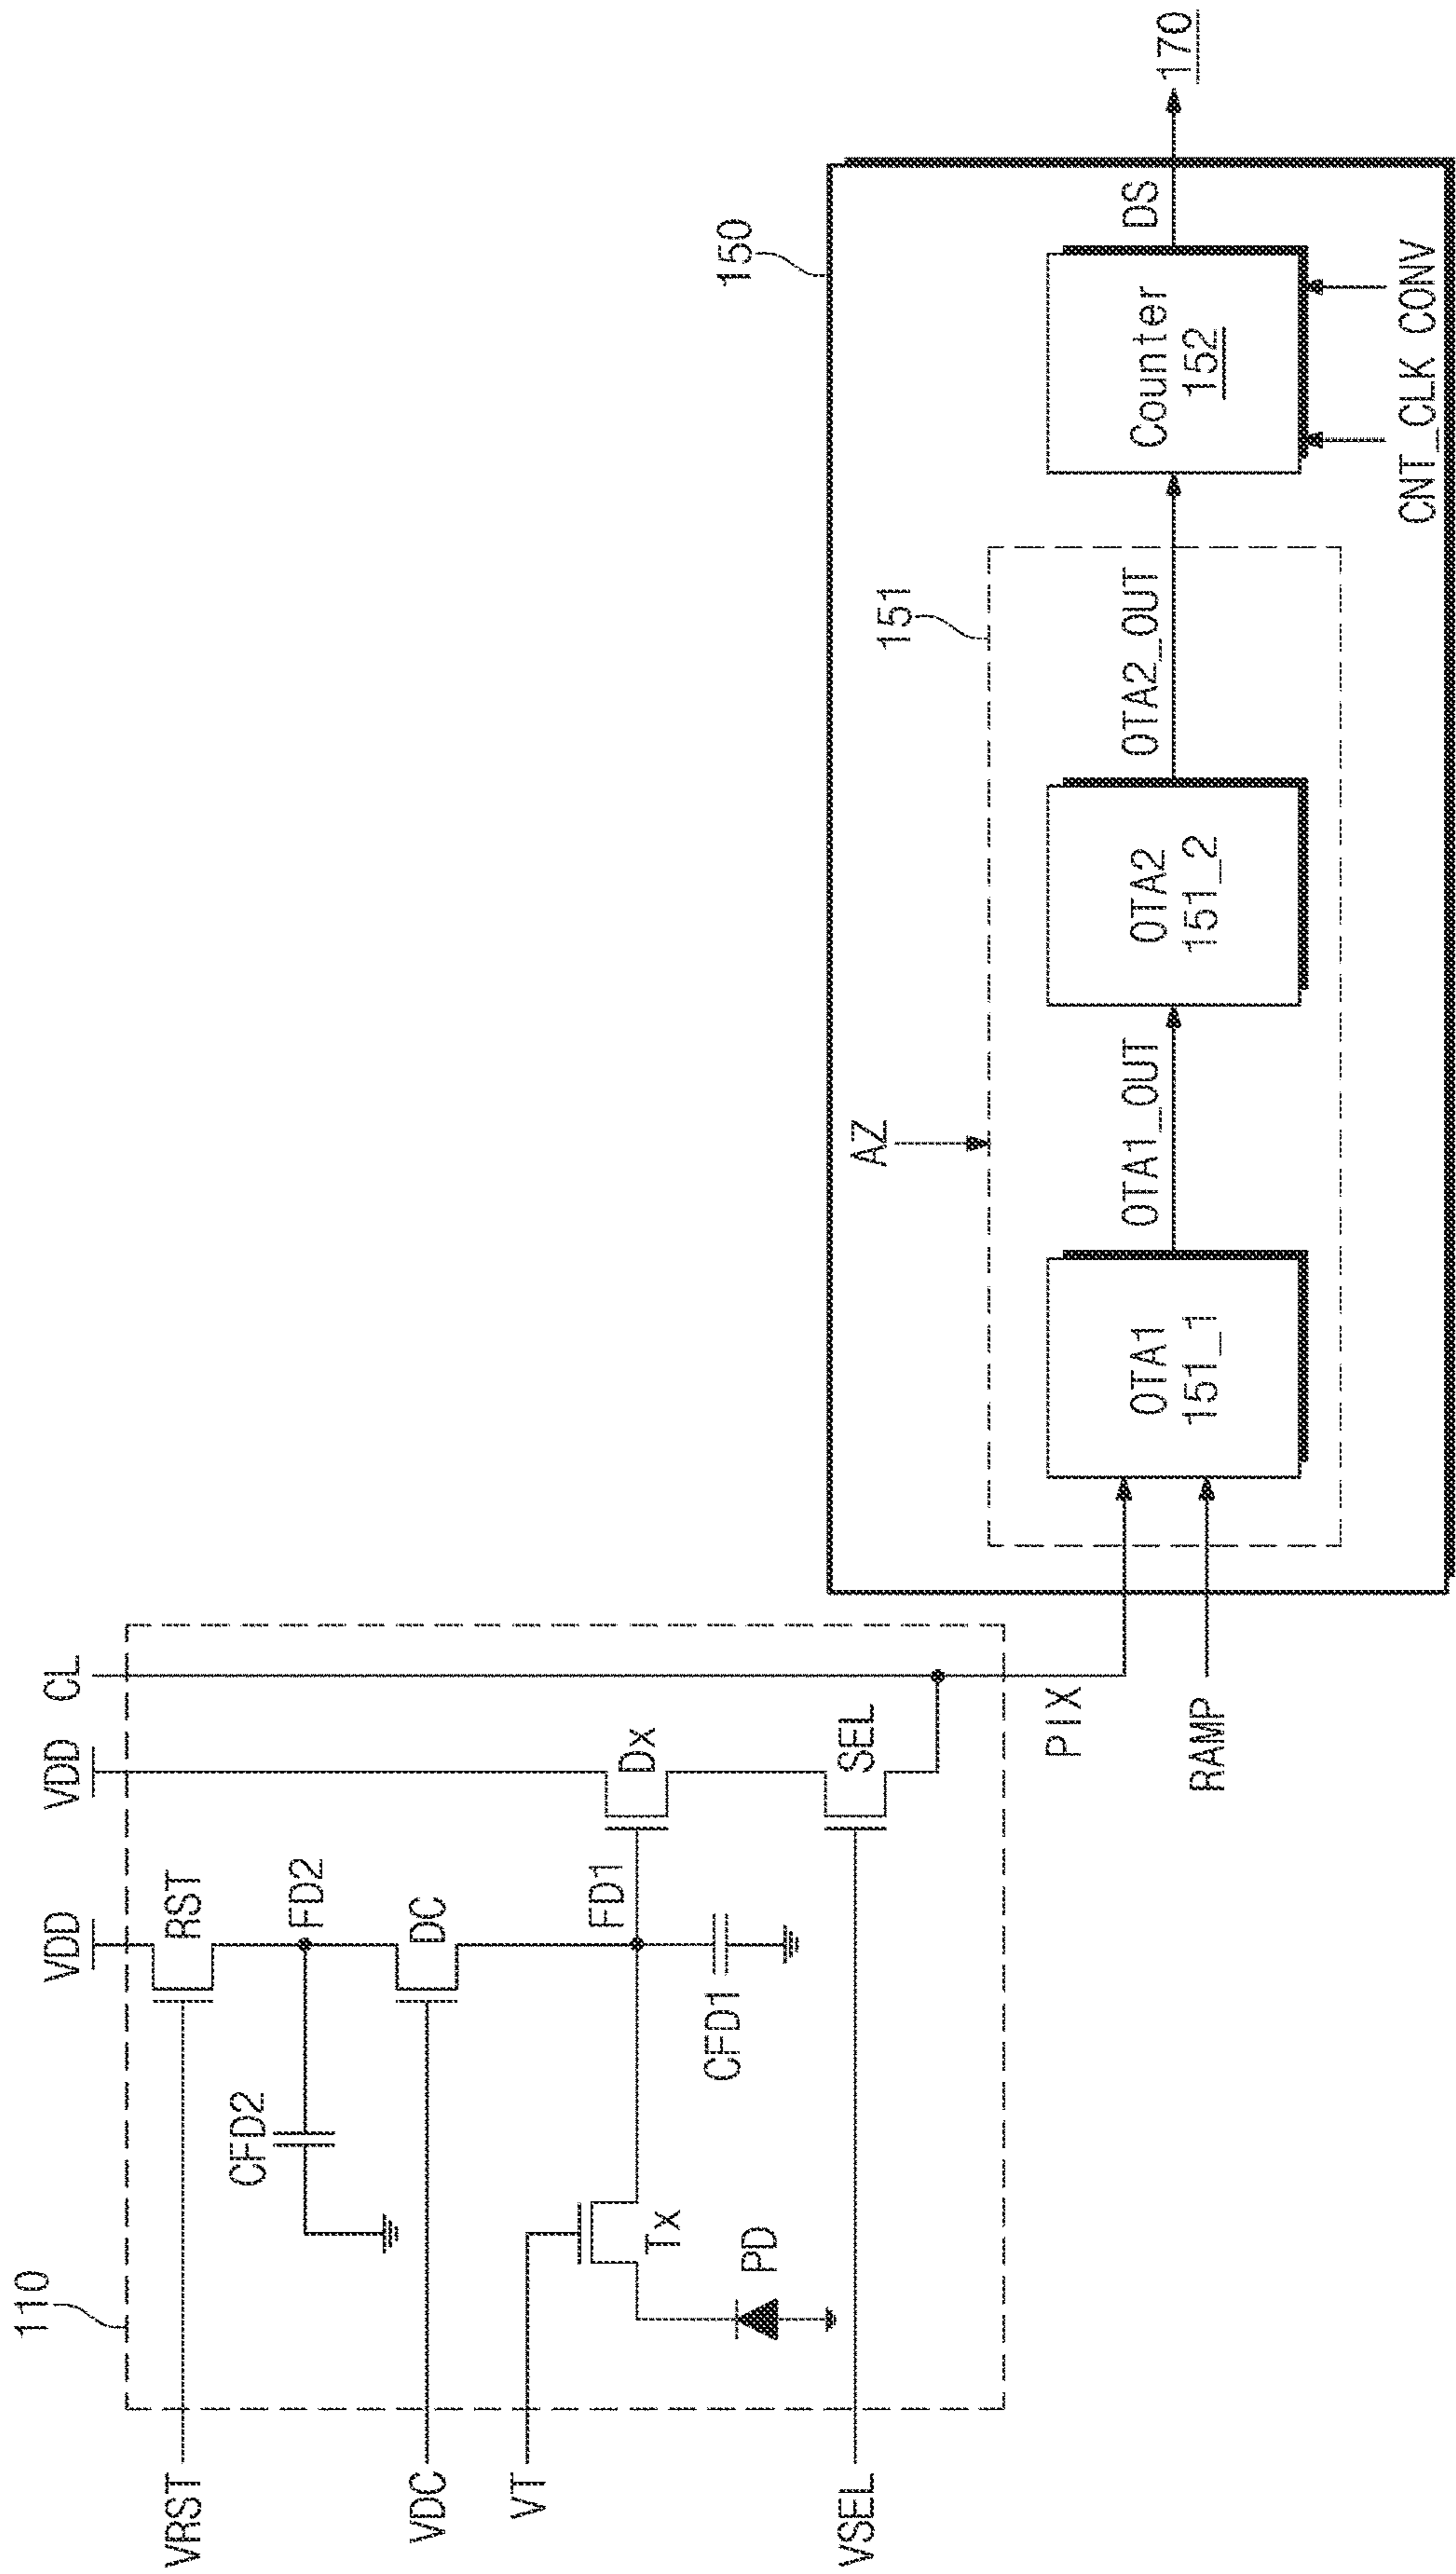 110
VDD
VDD
CL
VRST
RST
CFD2
FD2
VDC
DC
VT
Tx
FD1
Dx
PD
CFD1
VSEL
SEL
PIX
RAMP
150
AZ
151
OTA1
151_1
OTA1_OUT
OTA2
151_2
OTA2_OUT
Counter
152
DS
170
CNT_CLK
CONV